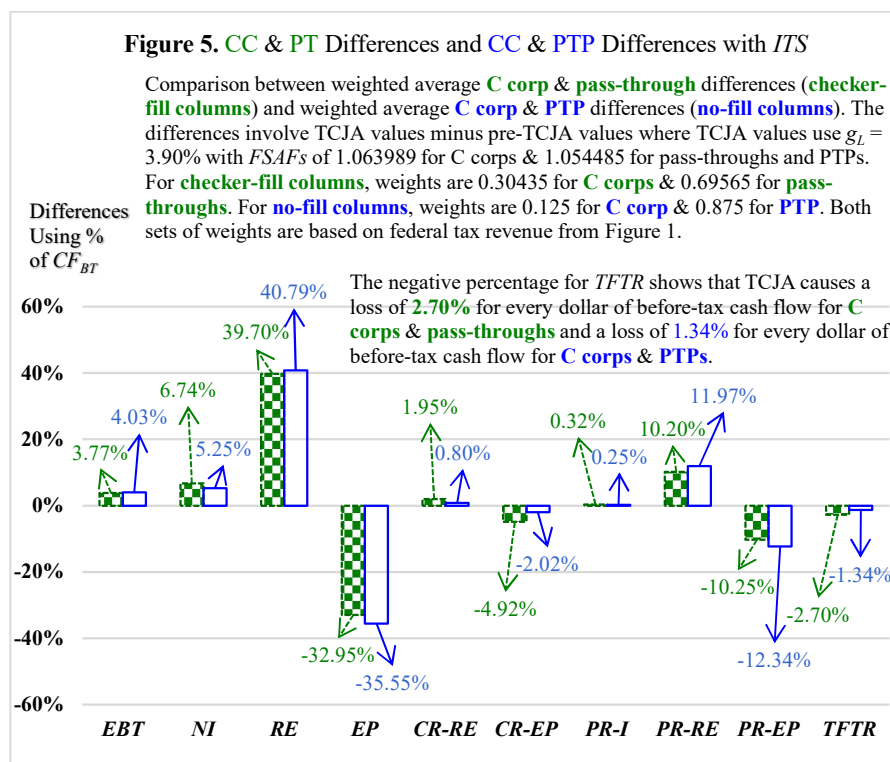 Figure 5. CC & PT Differences and CC & PTP Differences with ITS
Comparison between weighted average C corp & pass-through differences (checker-
fill columns) and weighted average C corp & PTP differences (no-fill columns). The
differences involve TCJA values minus pre-TCJA values where TCJA values use gL =
3.90% with FSAFs of 1.063989 for C corps & 1.054485 for pass-throughs and PTPs.
For checker-fill columns, weights are 0.30435 for C corps & 0.69565 for pass-
throughs. For no-fill columns, weights are 0.125 for C corp & 0.875 for PTP. Both
sets of weights are based on federal tax revenue from Figure 1.
Differences
Using %
of CFBT
The negative percentage for TFTR shows that TCJA causes a
loss of 2.70% for every dollar of before-tax cash flow for C
corps & pass-throughs and a loss of 1.34% for every dollar of
before-tax cash flow for C corps & PTPs.
60%
40%
20%
0%
-20%
-40%
-60%
3.77%
4.03%
6.74%
5.25%
39.70%
40.79%
-32.95%
-35.55%
1.95%
0.80%
-4.92%
-2.02%
0.32%
0.25%
10.20%
11.97%
-10.25%
-12.34%
-2.70%
-1.34%
EBT NI RE EP CR-RE CR-EP PR-I PR-RE PR-EP TFTR